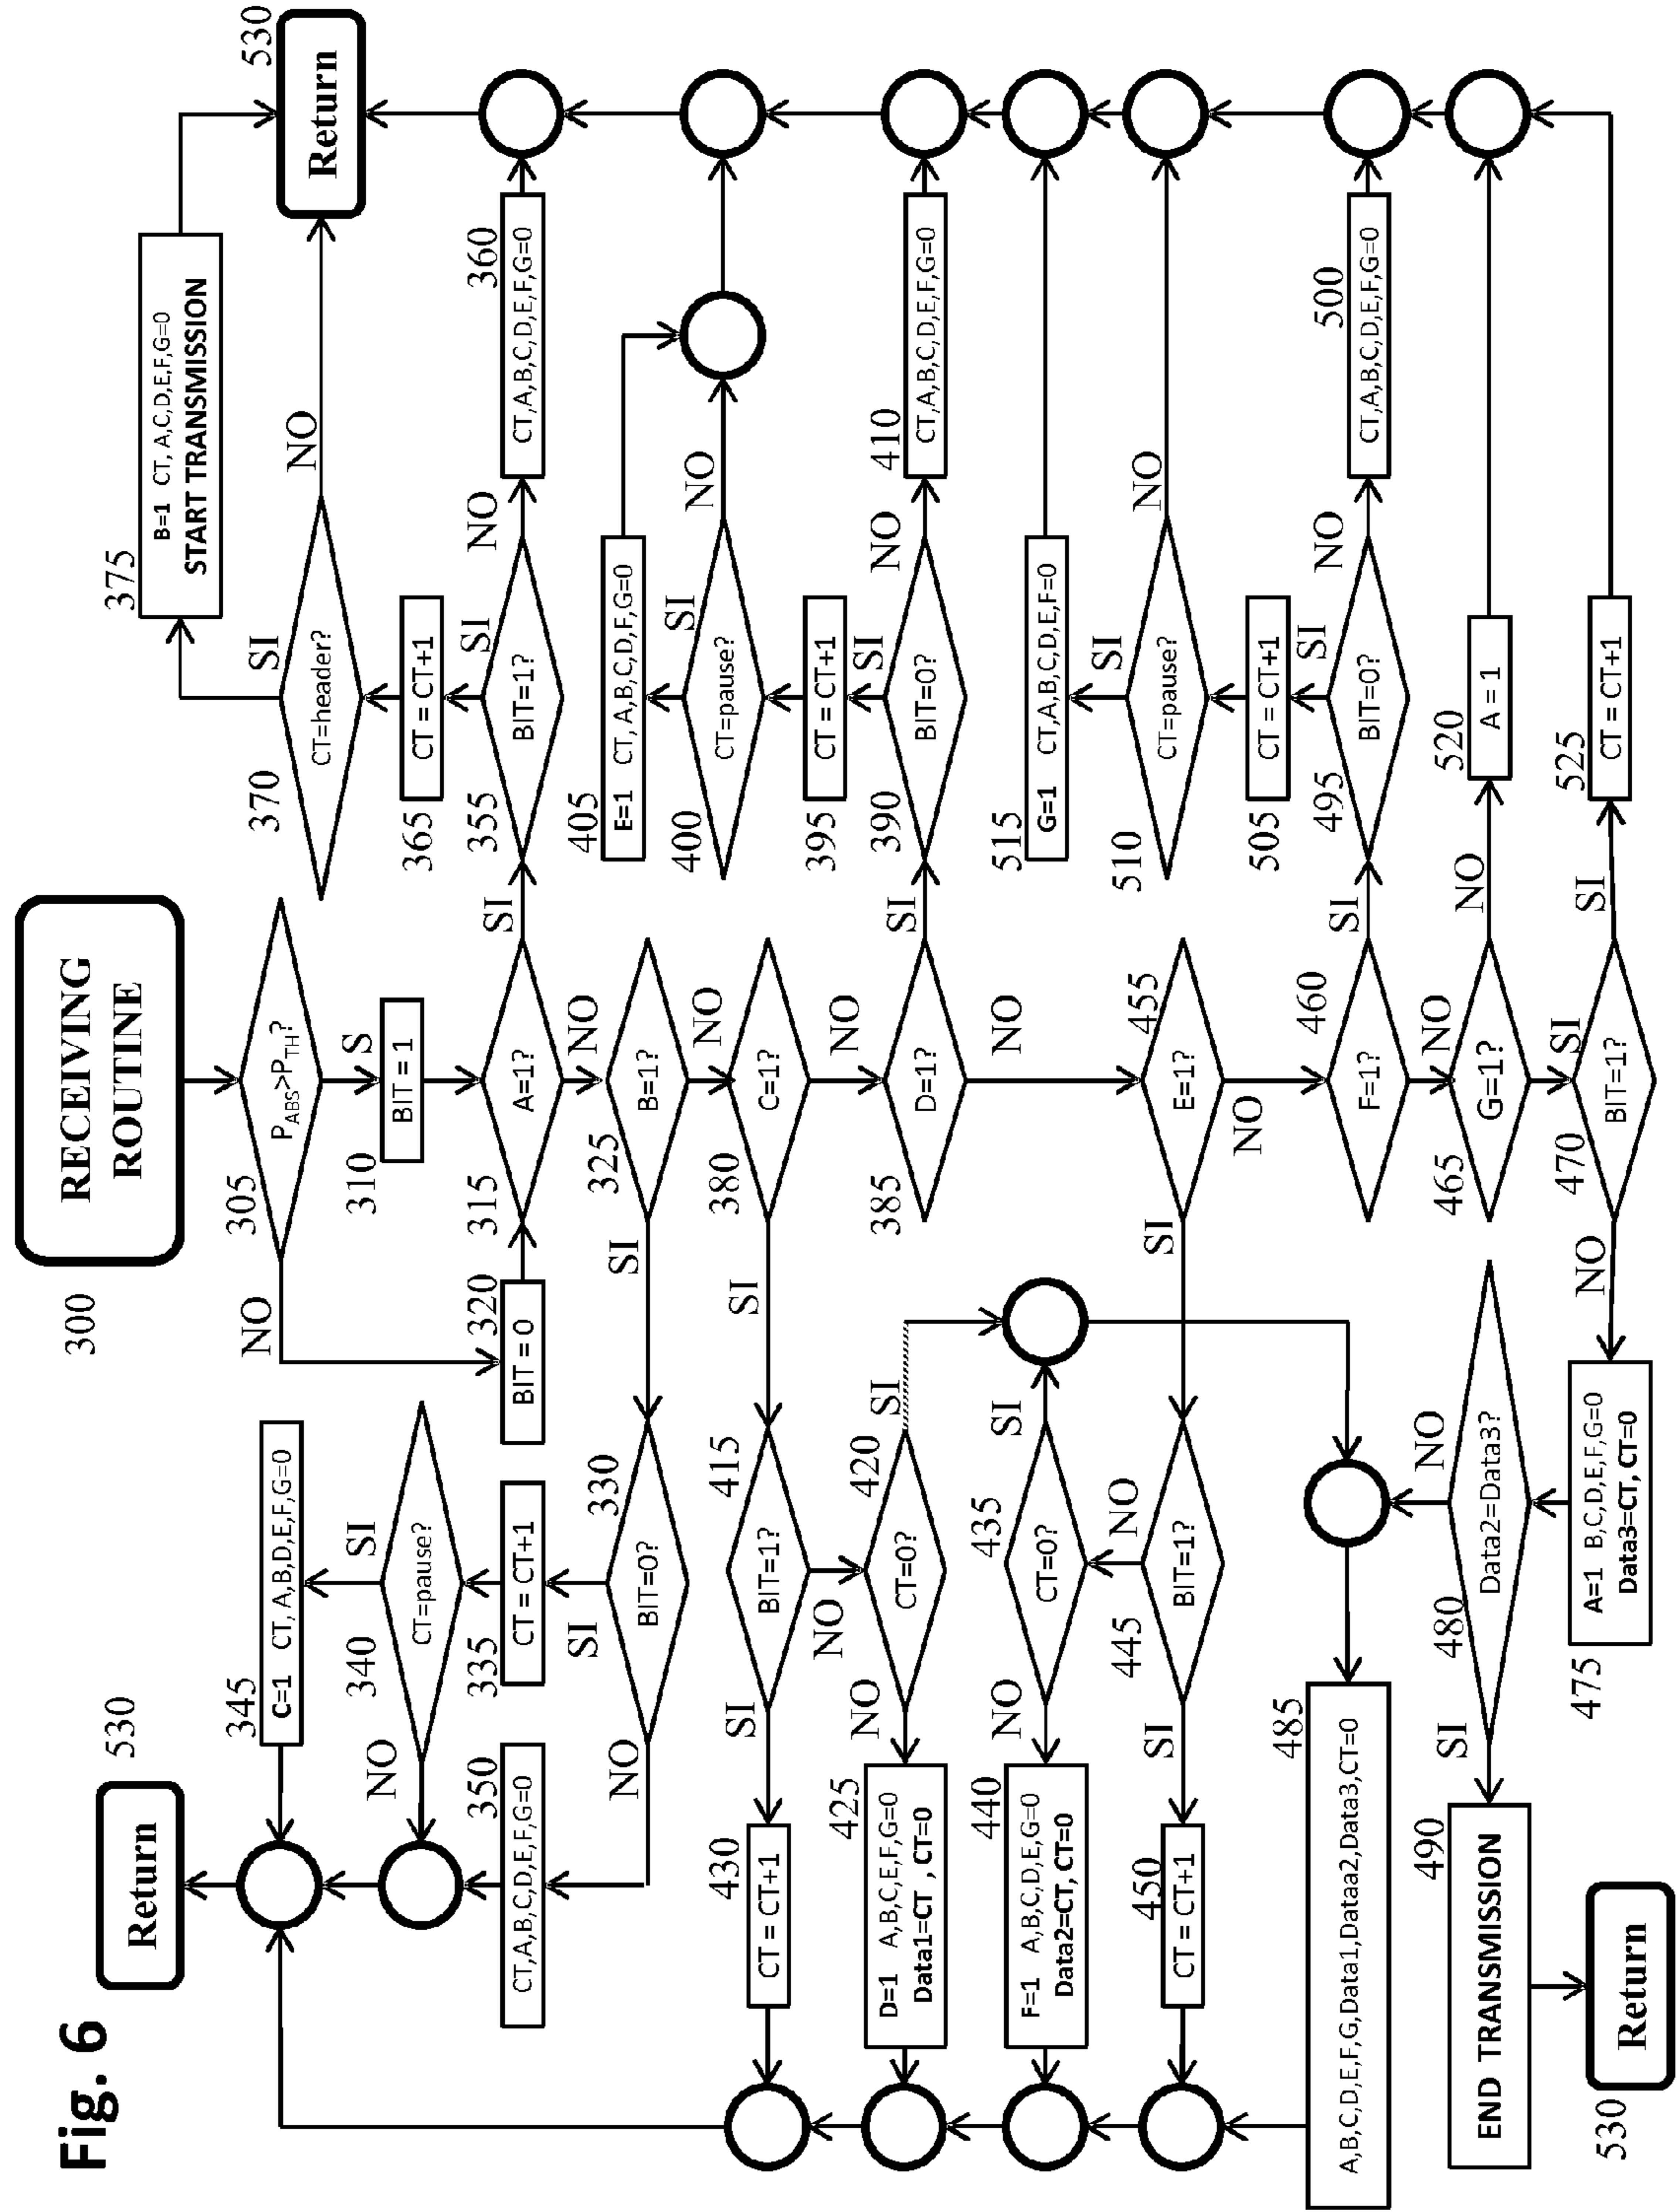 Fig. 6
300
RECEIVING
ROUTINE
305
PABS>PTH?
NO
S
310
BIT = 1
320
BIT = 0
315
A=1?
SI
NO
325
B=1?
SI
NO
380
C=1?
SI
NO
385
D=1?
SI
NO
455
E=1?
SI
NO
460
F=1?
SI
NO
465
G=1?
NO
SI
470
BIT=1?
NO
SI
530
Return
345
C=1 CT, A,B,D,E,F,G=0
SI
340
CT=pause?
NO
335
CT = CT+1
SI
330
BIT=0?
NO
350
CT,A,B,C,D,E,F,G=0
415
BIT=1?
SI
NO
430
CT = CT+1
420
CT=0?
SI
NO
425
D=1 A,B,C,E,F,G=0
Data1=CT , CT=0
435
CT=0?
SI
NO
440
F=1 A,B,C,D,E,G=0
Data2=CT, CT=0
445
BIT=1?
NO
SI
450
CT = CT+1
485
A,B,C,D,E,F,G,Data1,Dataa2,Data3,CT=0
480
Data2=Data3?
NO
SI
475
A=1 B,C,D,E,F,G=0
Data3=CT, CT=0
490
END TRANSMISSION
530
Return
375
B=1 CT, A,C,D,E,F,G=0
START TRANSMISSION
530
Return
370
CT=header?
SI
NO
365
CT = CT+1
SI
355
BIT=1?
NO
360
CT,A,B,C,D,E,F,G=0
405
E=1 CT, A,B,C,D,F,G=0
400
CT=pause?
SI
NO
395
CT = CT+1
SI
390
BIT=0?
NO
410
CT,A,B,C,D,E,F,G=0
515
G=1 CT,A,B,C,D,E,F=0
510
CT=pause?
SI
NO
505
CT = CT+1
SI
495
BIT=0?
NO
500
CT,A,B,C,D,E,F,G=0
520
A = 1
525
CT = CT+1